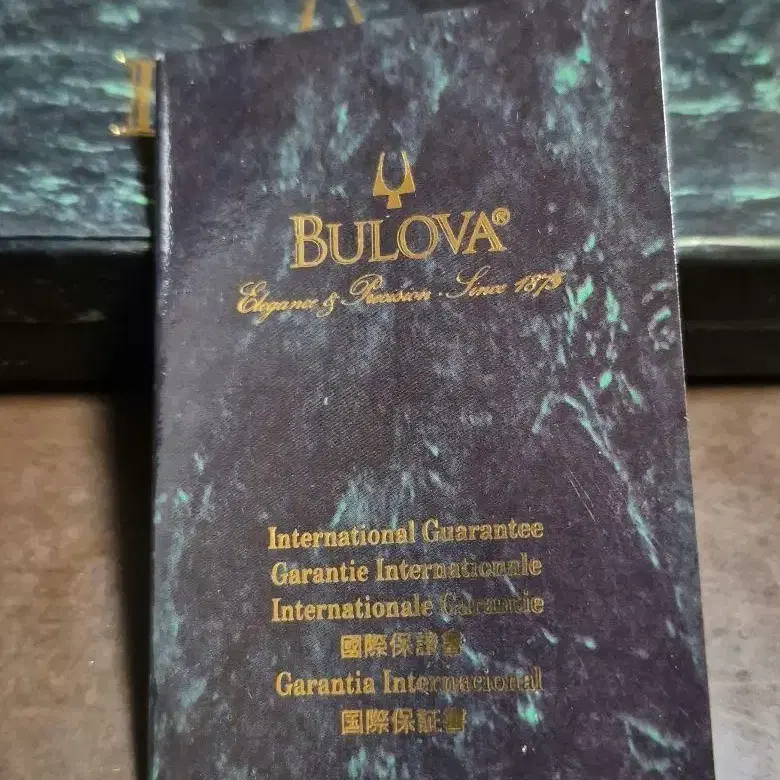 BULOVA®
Elegance & Precision · Since 1875
International Guarantee
Garantie Internationale
Internationale Garantie
國際保證書
Garantia Internacional
国際保証書